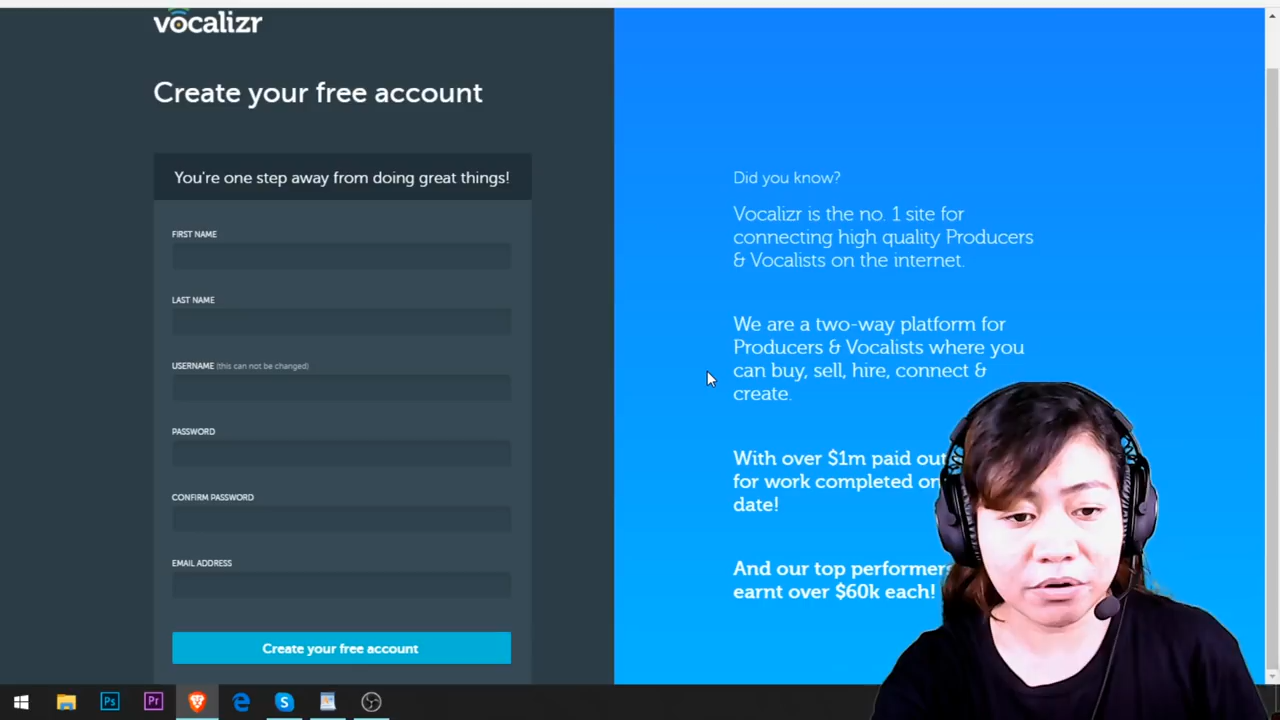 vocalizr
Create your free account
You're one step away from doing great things!
FIRST NAME
LAST NAME
USERNAME (this can not be changed)
PASSWORD
CONFIRM PASSWORD
EMAIL ADDRESS
Create your free account
Did you know?
Vocalizr is the no. 1 site for
connecting high quality Producers
& Vocalists on the internet.
We are a two-way platform for
Producers & Vocalists where you
can buy, sell, hire, connect &
create.
With over $1m paid out
for work completed on
date!
And our top performers
earnt over $60k each!
Ps
Pr
S